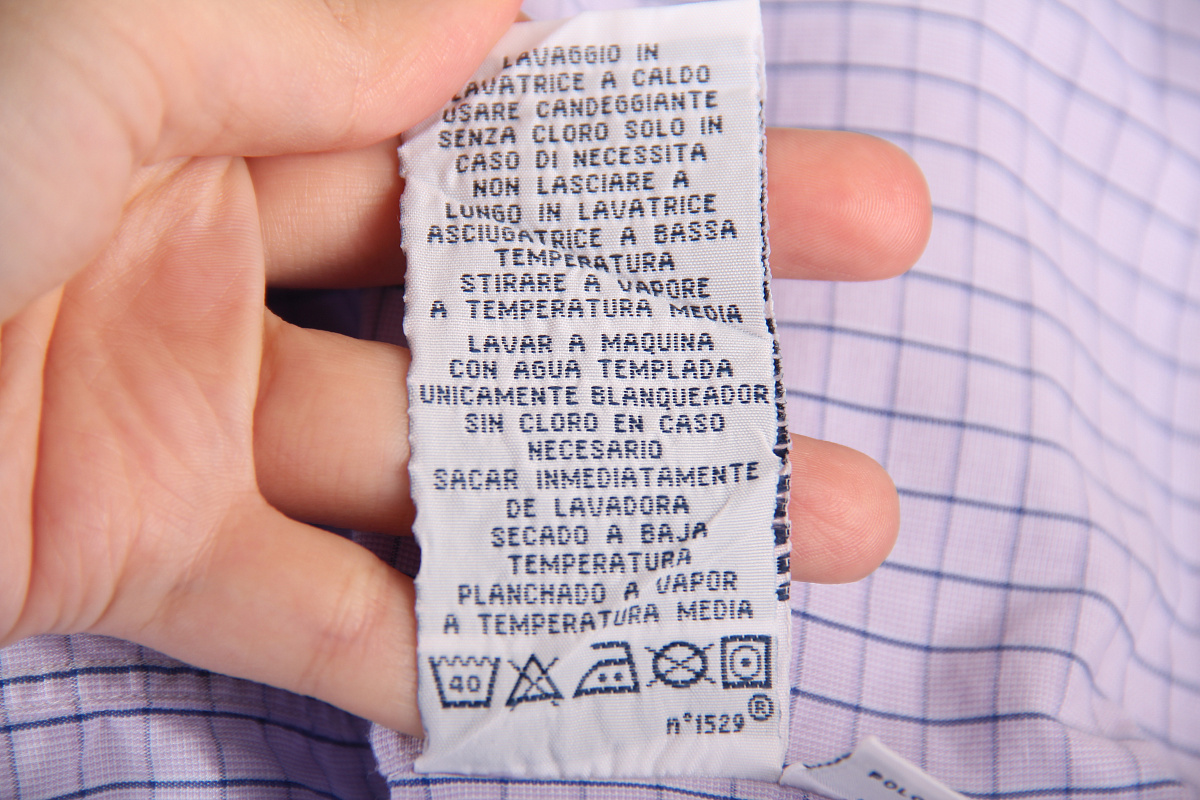 LAVAGGIO IN
LAVATRICE A CALDO
USARE CANDEGGIANTE
SENZA CLORO SOLO IN
CASO DI NECESSITA
NON LASCIARE A
LUNGO IN LAVATRICE
ASCIUGATRICE A BASSA
TEMPERATURA
STIRARE A VAPORE
A TEMPERATURA MEDIA
LAVAR A MAQUINA
CON AGUA TEMPLADA
UNICAMENTE BLANQUEADOR
SIN CLORO EN CASO
NECESARIO
SACAR INMEDIATAMENTE
DE LAVADORA
SECADO A BAJA
TEMPERATURA
PLANCHADO A VAPOR
A TEMPERATURA MEDIA
40
n°1529®